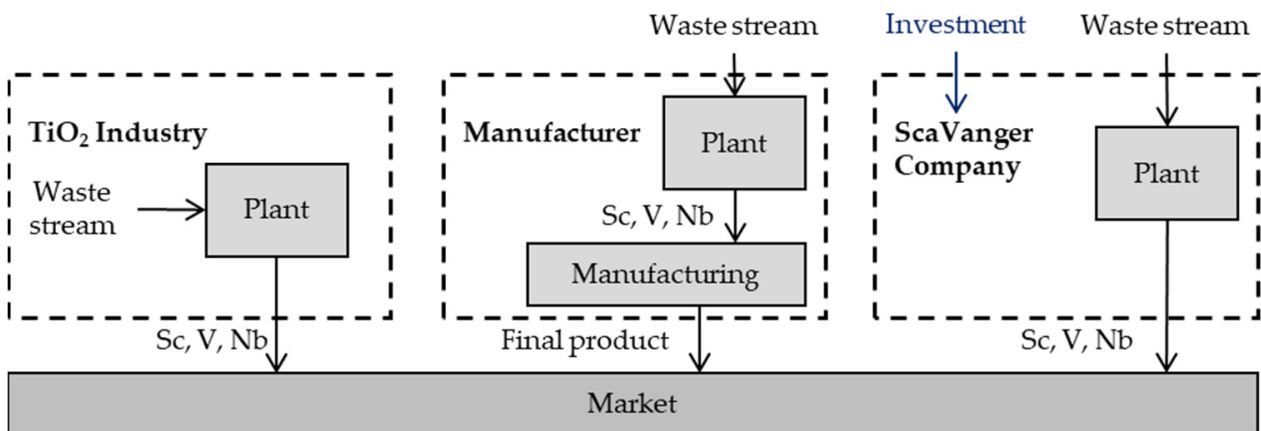 TiO₂ Industry
Waste
stream
Plant
Sc, V, Nb
Waste stream
Manufacturer
Plant
Sc, V, Nb
Manufacturing
Final product
Investment
Waste stream
ScaVanger
Company
Plant
Sc, V, Nb
Market